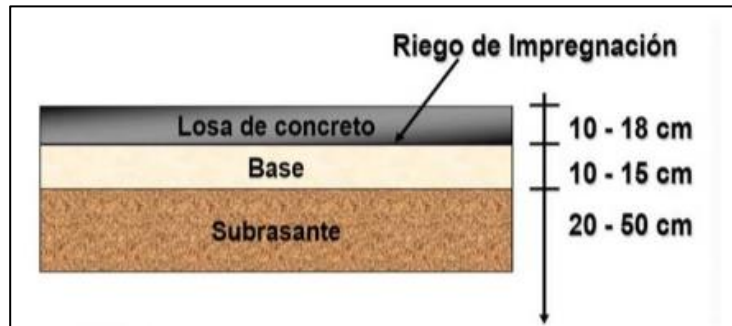 Riego de Impregnación
Losa de concreto
10 - 18 cm
Base
10 - 15 cm
Subrasante
20 - 50 cm